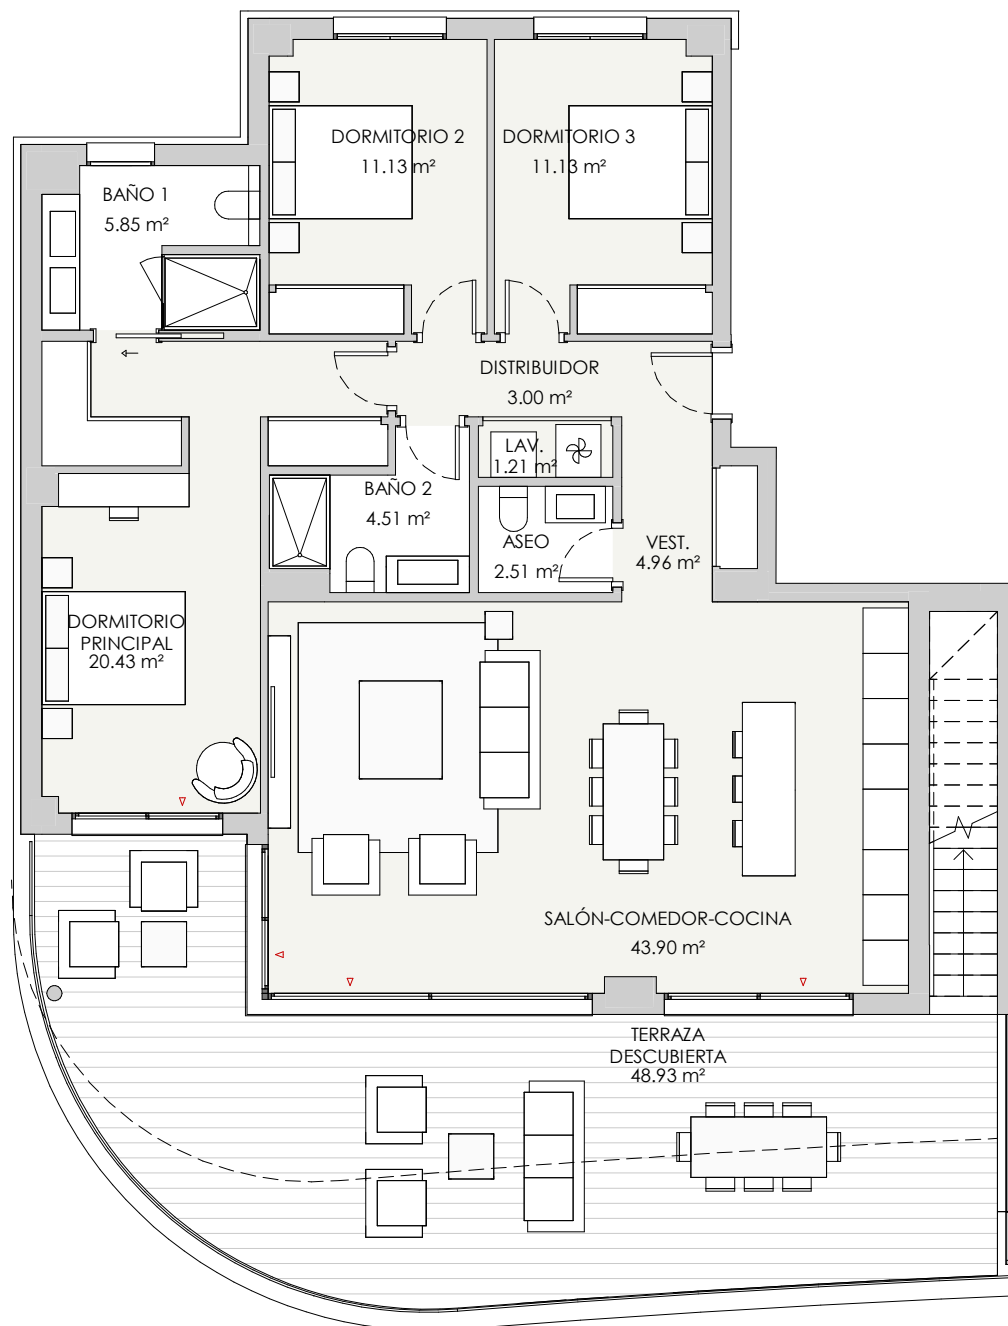 DORMITORIO 2
11.13 m²
DORMITORIO 3
11.13 m²
BAÑO 1
5.85 m²
DISTRIBUIDOR
3.00 m²
LAV.
1.21 m²
BAÑO 2
4.51 m²
ASEO
2.51 m²
VEST.
4.96 m²
DORMITORIO
PRINCIPAL
20.43 m²
SALÓN-COMEDOR-COCINA
43.90 m²
TERRAZA
DESCUBIERTA
48.93 m²